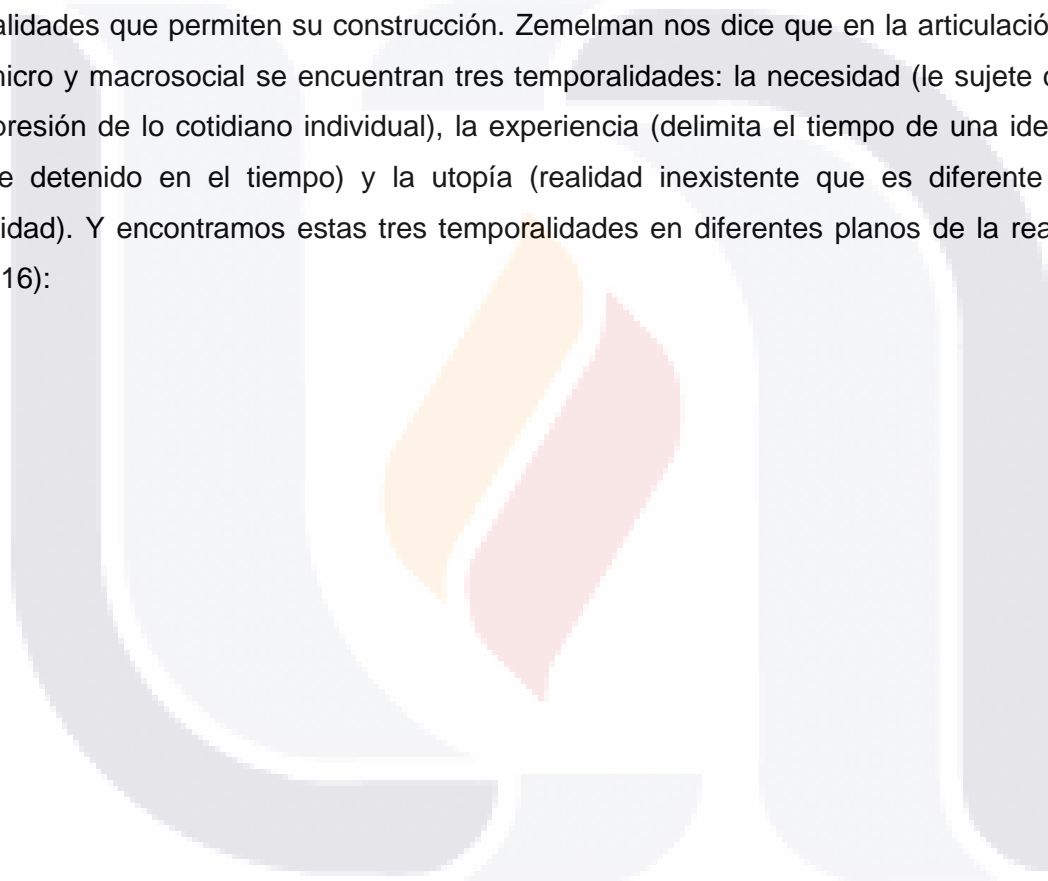 alidades que permiten su construcción. Zemelman nos dice que en la articulació
nicro y macrosocial se encuentran tres temporalidades: la necesidad (le sujete
presión de lo cotidiano individual), la experiencia (delimita el tiempo de una ide
e detenido en el tiempo) y la utopía (realidad inexistente que es diferente
idad). Y encontramos estas tres temporalidades en diferentes planos de la rea
16):